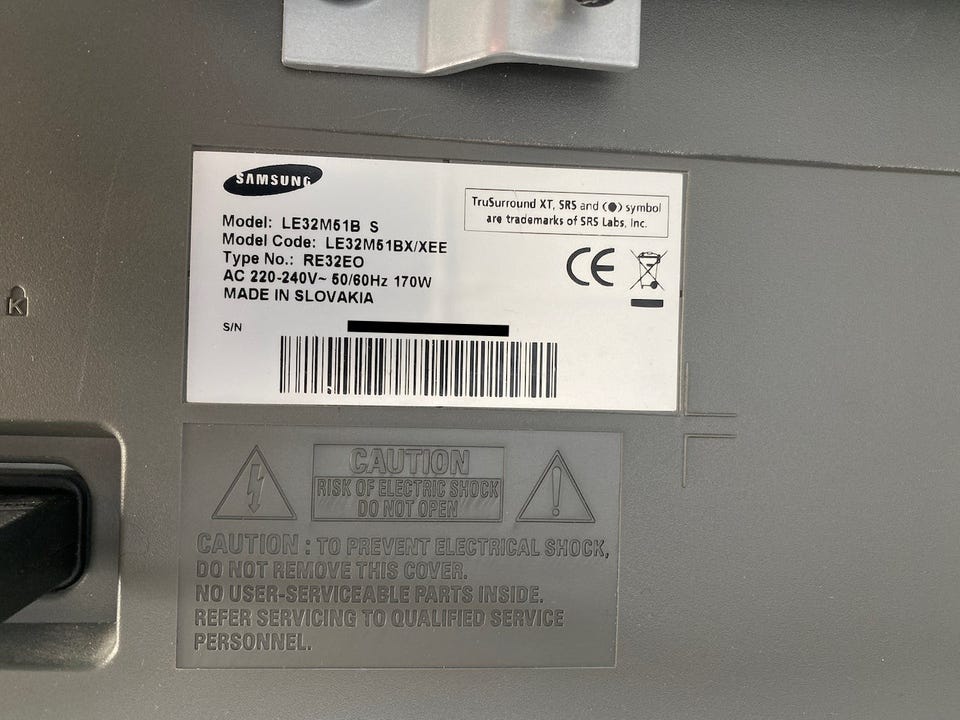 SAMSUNG
Model: LE32M51B S
Model Code: LE32M51BX/XEE
Type No.: RE32EO
AC 220-240V~ 50/60Hz 170W
MADE IN SLOVAKIA
TruSurround XT, SRS and (●) symbol
are trademarks of SRS Labs, Inc.
CE
S/N
K
CAUTION
RISK OF ELECTRIC SHOCK
DO NOT OPEN
CAUTION : TO PREVENT ELECTRICAL SHOCK,
DO NOT REMOVE THIS COVER.
NO USER-SERVICEABLE PARTS INSIDE.
REFER SERVICING TO QUALIFIED SERVICE
PERSONNEL.